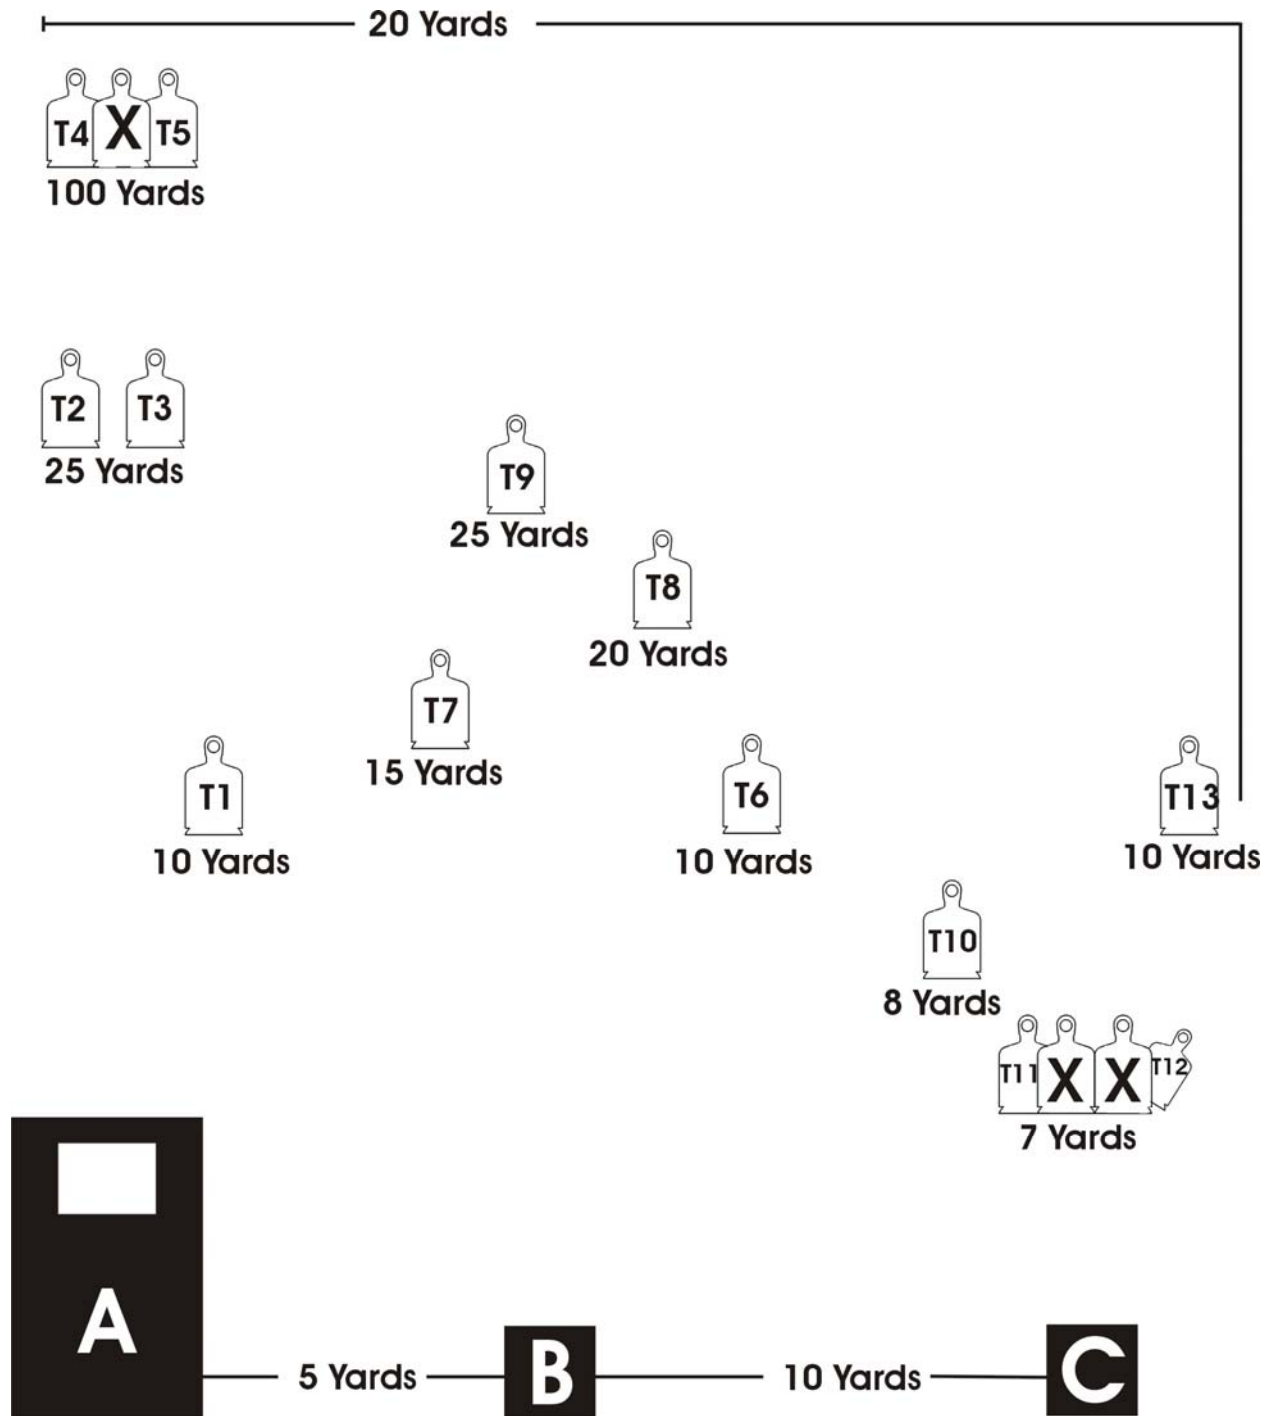 20 Yards
T4 X T5
100 Yards
T2 T3
25 Yards
T9
25 Yards
T8
20 Yards
T7
15 Yards
T1
10 Yards
T6
10 Yards
T13
10 Yards
T10
8 Yards
T11 X X T12
7 Yards
A
5 Yards
B
10 Yards
C